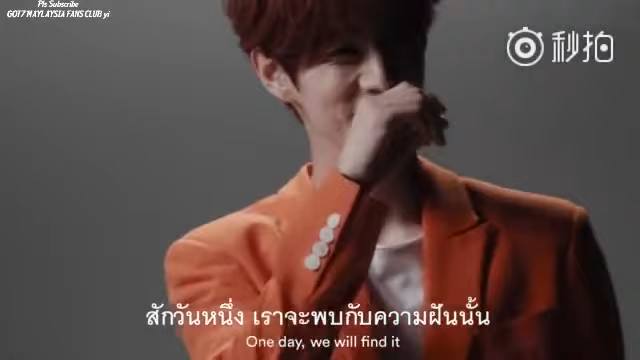 Pls Subscribe
GOT7 MAYLAYSIA FANS CLUB yi
秒拍
สักวันหนึ่ง เราจะพบกับความฝันนั้น
One day, we will find it